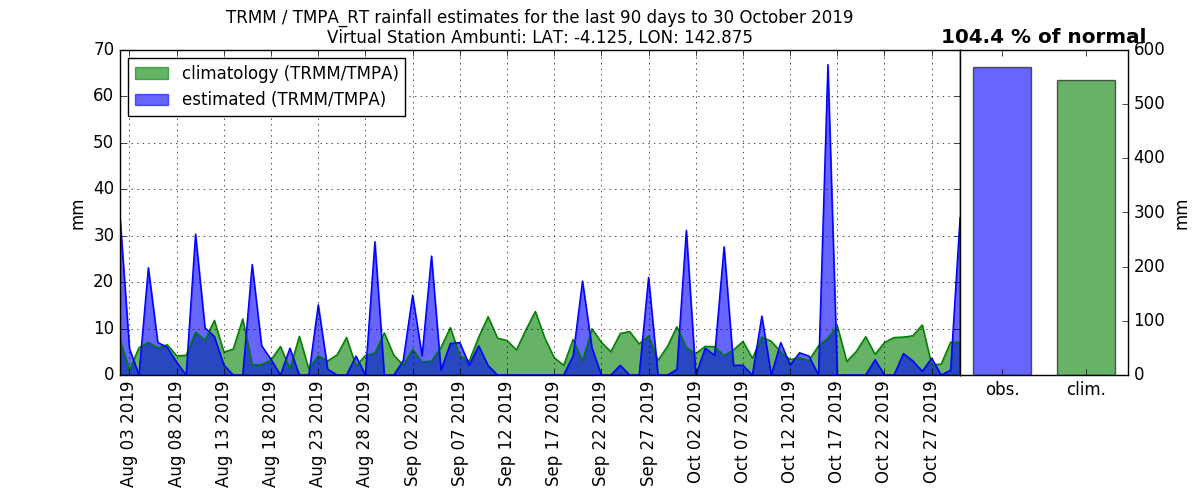 TRMM / TMPA_RT rainfall estimates for the last 90 days to 30 October 2019
Virtual Station Ambunti: LAT: -4.125, LON: 142.875
104.4 % of normal
climatology (TRMM/TMPA)
estimated (TRMM/TMPA)
mm
70
60
50
40
30
20
10
0
Aug 03 2019
Aug 08 2019
Aug 13 2019
Aug 18 2019
Aug 23 2019
Aug 28 2019
Sep 02 2019
Sep 07 2019
Sep 12 2019
Sep 17 2019
Sep 22 2019
Sep 27 2019
Oct 02 2019
Oct 07 2019
Oct 12 2019
Oct 17 2019
Oct 22 2019
Oct 27 2019
600
500
400
300
200
100
0
mm
obs.
clim.